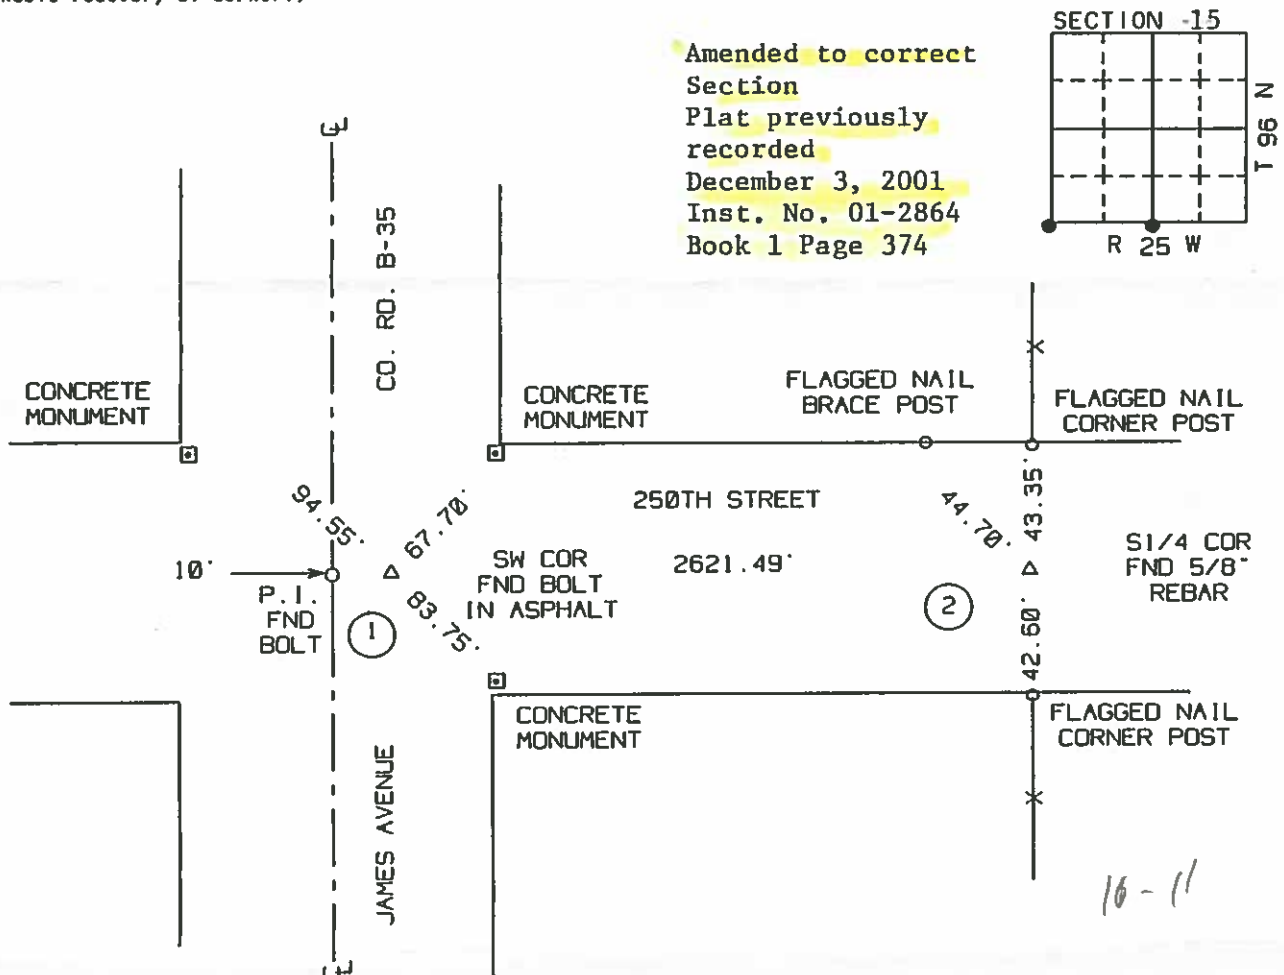 SECTION -15
Amended to correct
Section
Plat previously
recorded
December 3, 2001
Inst. No. 01-2864
Book 1 Page 374
T 96 N
R 25 W
℄
CO. RD. B-35
CONCRETE
MONUMENT
CONCRETE
MONUMENT
FLAGGED NAIL
BRACE POST
FLAGGED NAIL
CORNER POST
94.55'
67.70'
250TH STREET
44.70'
43.35'
10'
P.I.
FND
BOLT
1
83.75'
SW COR
FND BOLT
IN ASPHALT
2621.49'
2
42.60'
S1/4 COR
FND 5/8"
REBAR
CONCRETE
MONUMENT
FLAGGED NAIL
CORNER POST
JAMES AVENUE
℄
16-11